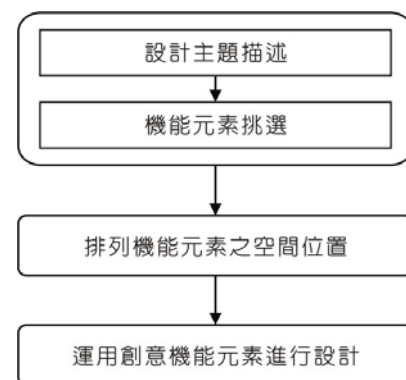 設計主題描述
機能元素挑選
排列機能元素之空間位置
運用創意機能元素進行設計